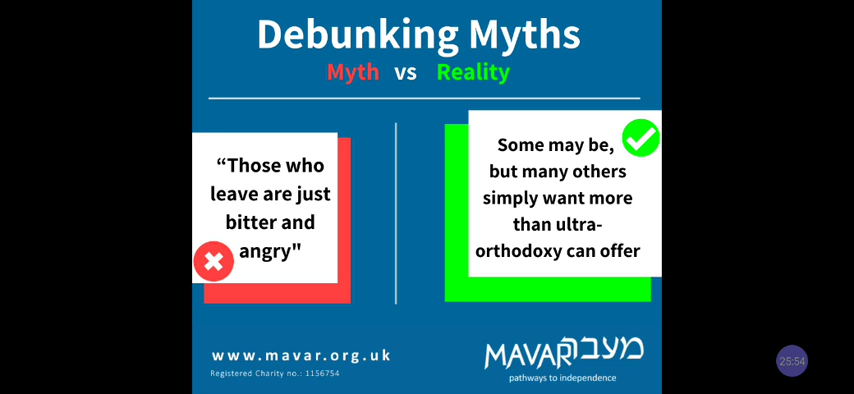 Debunking Myths
Myth vs Reality
“Those who
leave are just
bitter and
angry"
Some may be,
but many others
simply want more
than ultra-
orthodoxy can offer
www.mavar.org.uk
Registered Charity no.: 1156754
MAVAR מעבר
pathways to independence
25:54